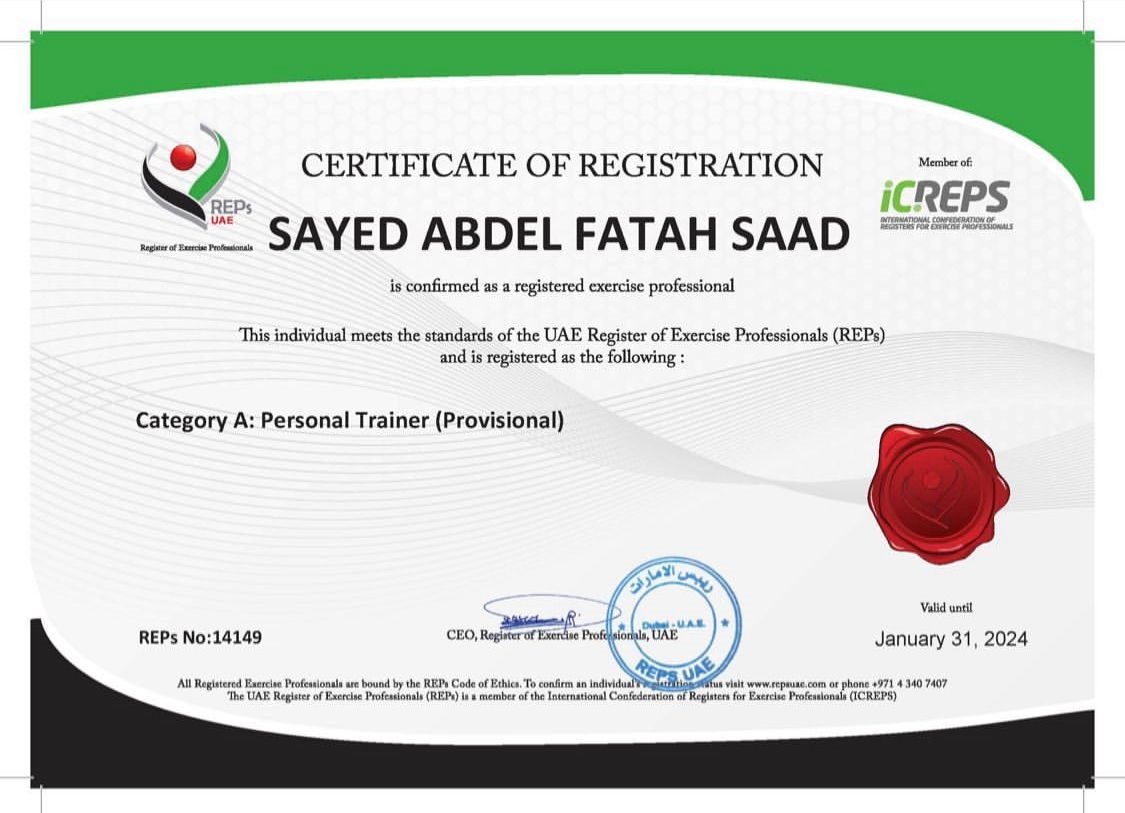 REPs
UAE
Register of Exercise Professionals
CERTIFICATE OF REGISTRATION
Member of:
iCREPS
INTERNATIONAL CONFEDERATION OF
REGISTERS FOR EXERCISE PROFESSIONALS
SAYED ABDEL FATAH SAAD
is confirmed as a registered exercise professional
This individual meets the standards of the UAE Register of Exercise Professionals (REPs)
and is registered as the following :
Category A: Personal Trainer (Provisional)
REPs No:14149
CEO, Register of Exercise Professionals, UAE
ريبس الامارات
Dubai - U.A.E.
REPS UAE
Valid until
January 31, 2024
All Registered Exercise Professionals are bound by the REPs Code of Ethics. To confirm an individual's registration status visit www.repsuae.com or phone +971 4 340 7407
The UAE Register of Exercise Professionals (REPs) is a member of the International Confederation of Registers for Exercise Professionals (ICREPS)